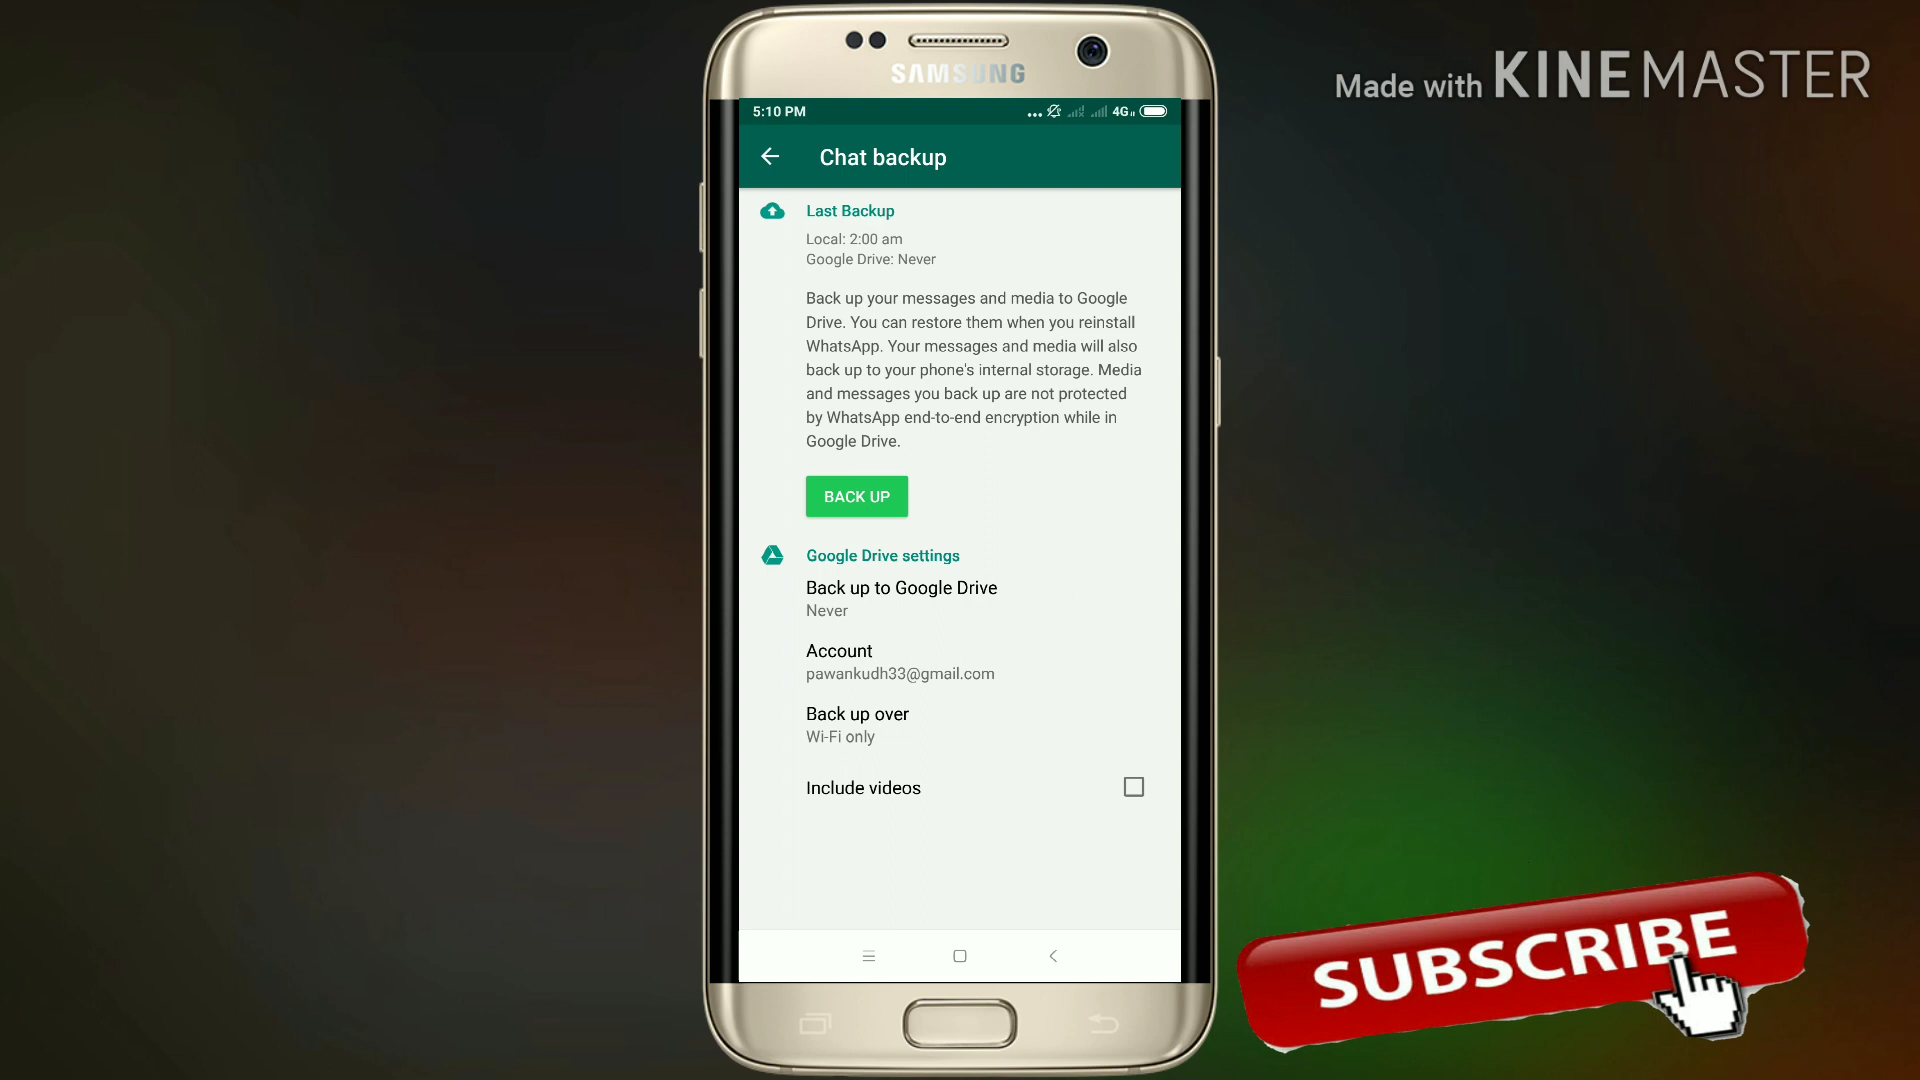 Made with KINEMASTER
SAMSUNG
5:10 PM
4G
Chat backup
Last Backup
Local: 2:00 am
Google Drive: Never
Back up your messages and media to Google
Drive. You can restore them when you reinstall
WhatsApp. Your messages and media will also
back up to your phone's internal storage. Media
and messages you back up are not protected
by WhatsApp end-to-end encryption while in
Google Drive.
BACK UP
Google Drive settings
Back up to Google Drive
Never
Account
pawankudh33@gmail.com
Back up over
Wi-Fi only
Include videos
SUBSCRIBE